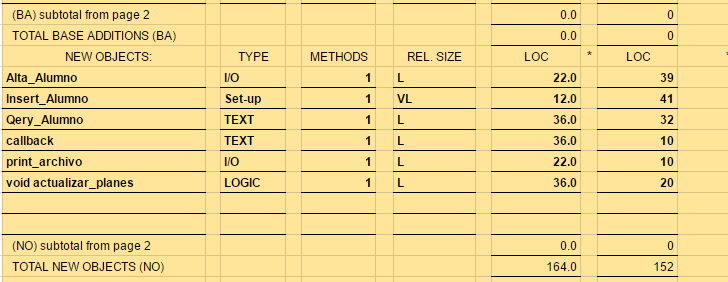 (BA) subtotal from page 2 0.0 0
TOTAL BASE ADDITIONS (BA) 0.0 0
NEW OBJECTS: TYPE METHODS REL. SIZE LOC * LOC *
Alta_Alumno I/O 1 L 22.0 39
Insert_Alumno Set-up 1 VL 12.0 41
Qery_Alumno TEXT 1 L 36.0 32
callback TEXT 1 L 36.0 10
print_archivo I/O 1 L 22.0 10
void actualizar_planes LOGIC 1 L 36.0 20
(NO) subtotal from page 2 0.0 0
TOTAL NEW OBJECTS (NO) 164.0 152